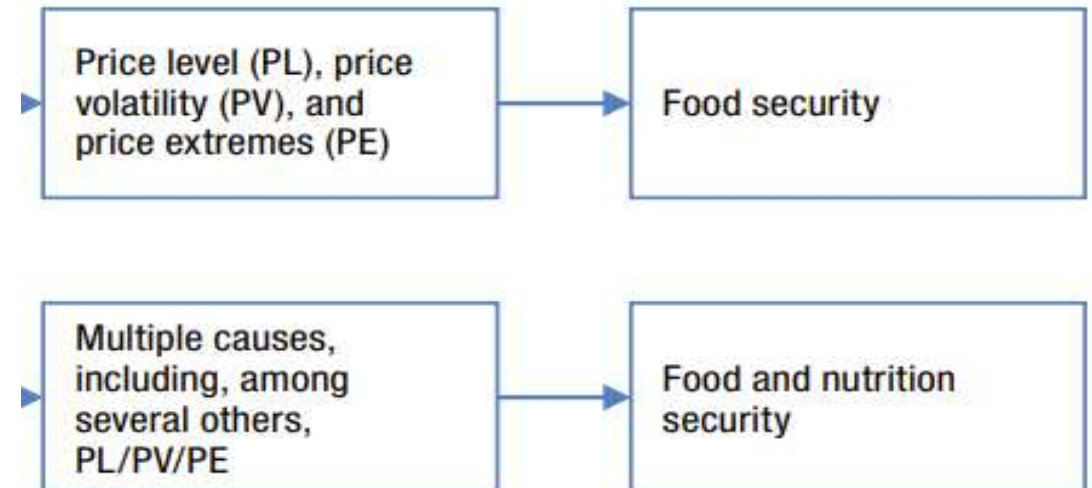 Price level (PL), price
volatility (PV), and
price extremes (PE)
Food security
Multiple causes,
including, among
several others,
PL/PV/PE
Food and nutrition
security